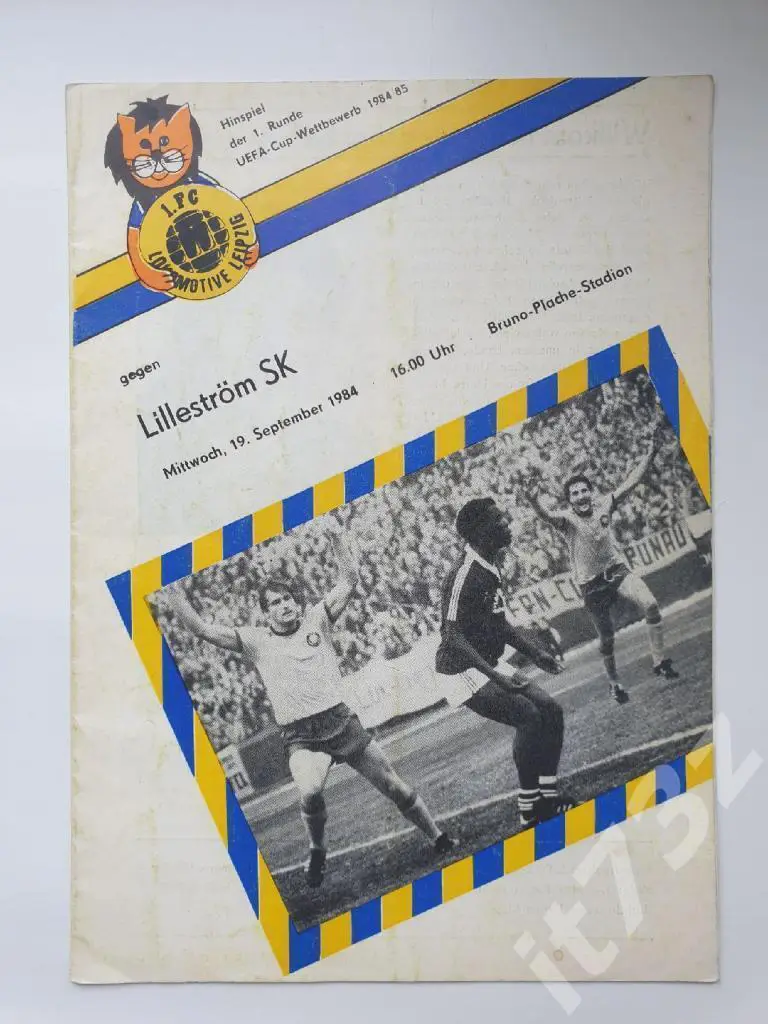 Hinspiel
der 1. Runde
UEFA-Cup-Wettbewerb 1984/85
1.FC
LOKOMOTIVE LEIPZIG
gegen
Lilleström SK
Mittwoch, 19. September 1984
16.00 Uhr
Bruno-Plache-Stadion
it732